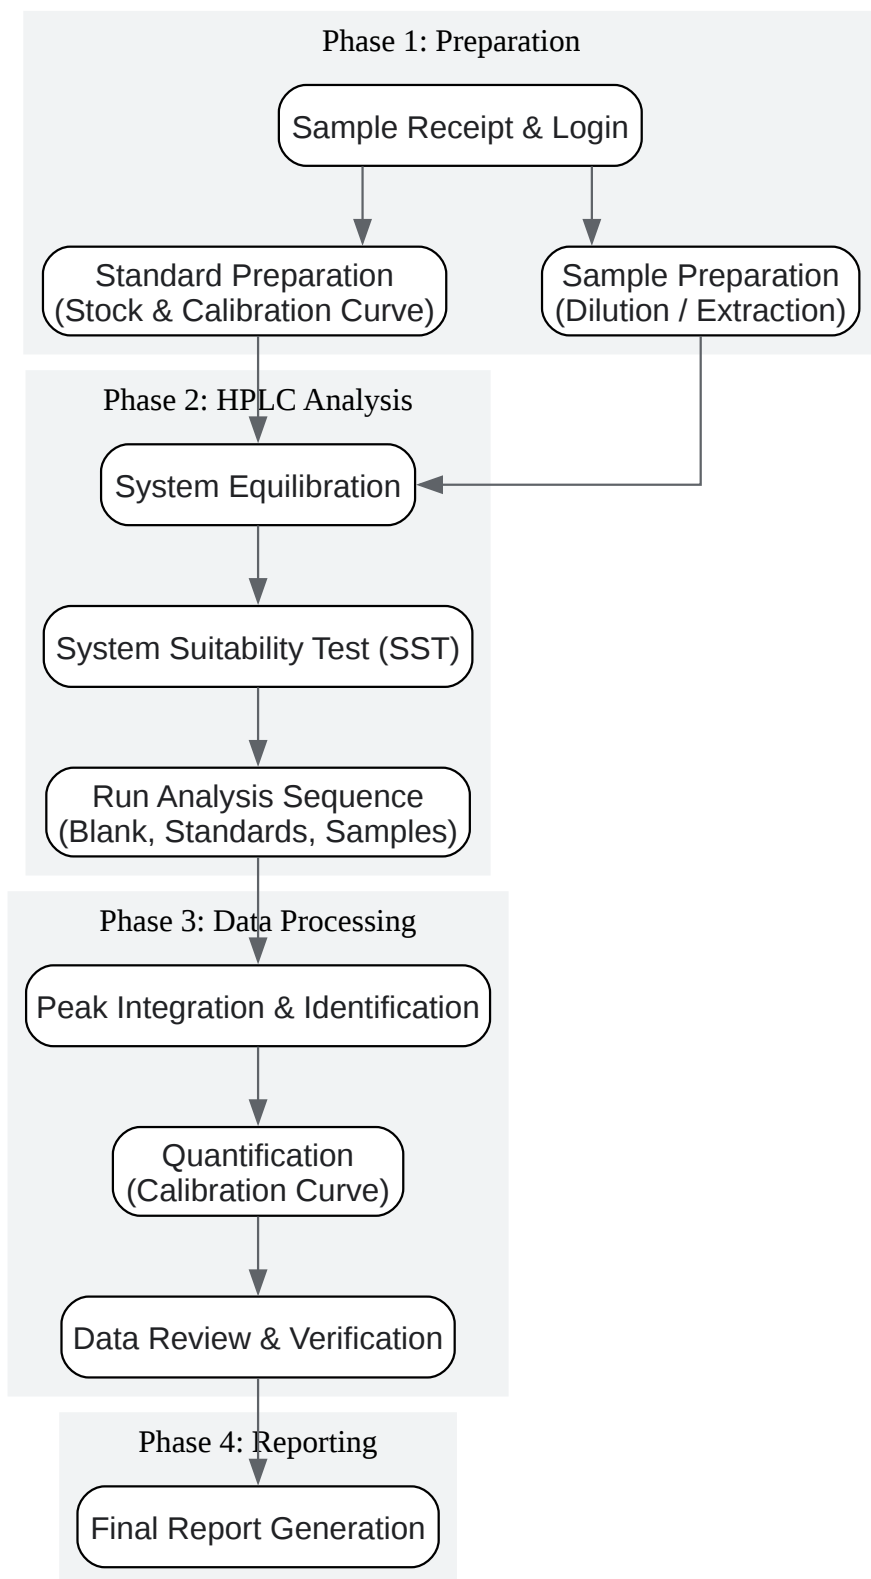 Phase 1: Preparation
Sample Receipt & Login
Standard Preparation
(Stock & Calibration Curve)
Sample Preparation
(Dilution / Extraction)
Phase 2: HPLC Analysis
System Equilibration
System Suitability Test (SST)
Run Analysis Sequence
(Blank, Standards, Samples)
Phase 3: Data Processing
Peak Integration & Identification
Quantification
(Calibration Curve)
Data Review & Verification
Phase 4: Reporting
Final Report Generation